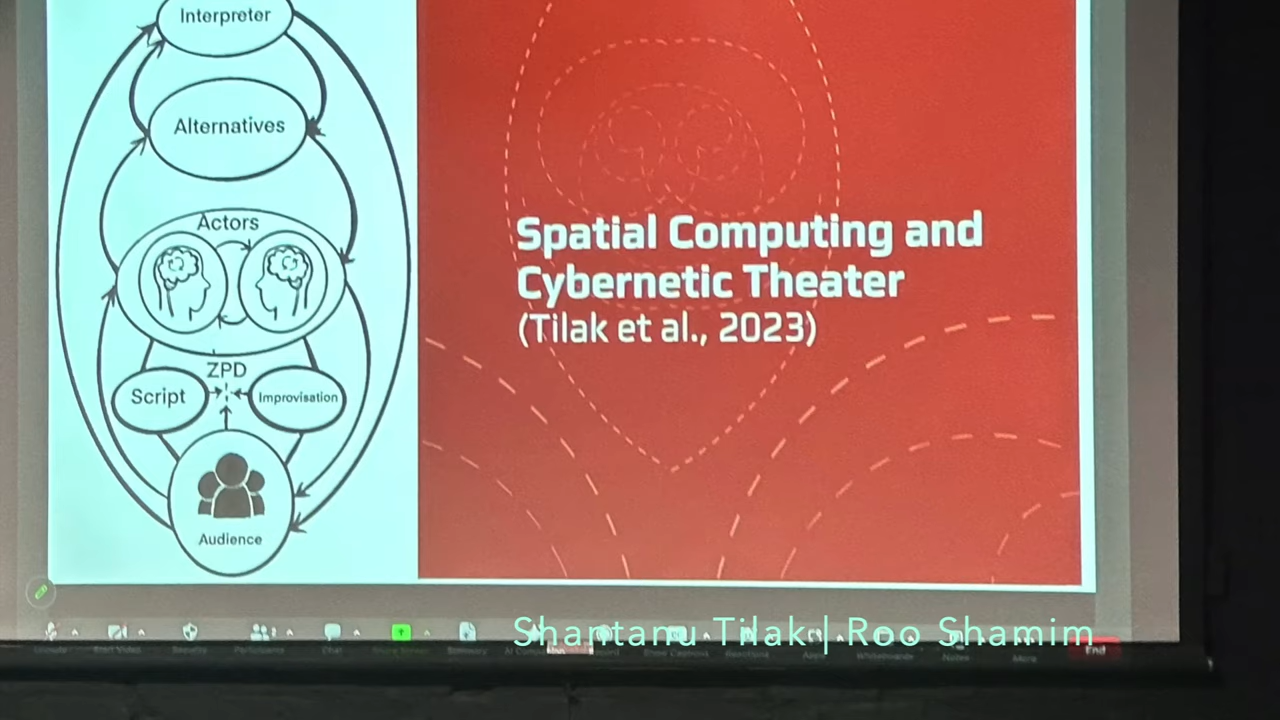 Interpreter
Alternatives
Actors
ZPD
Script
Improvisation
Audience
Spatial Computing and
Cybernetic Theater
(Tilak et al., 2023)
Shantanu Tilak | Roo Shamim
End